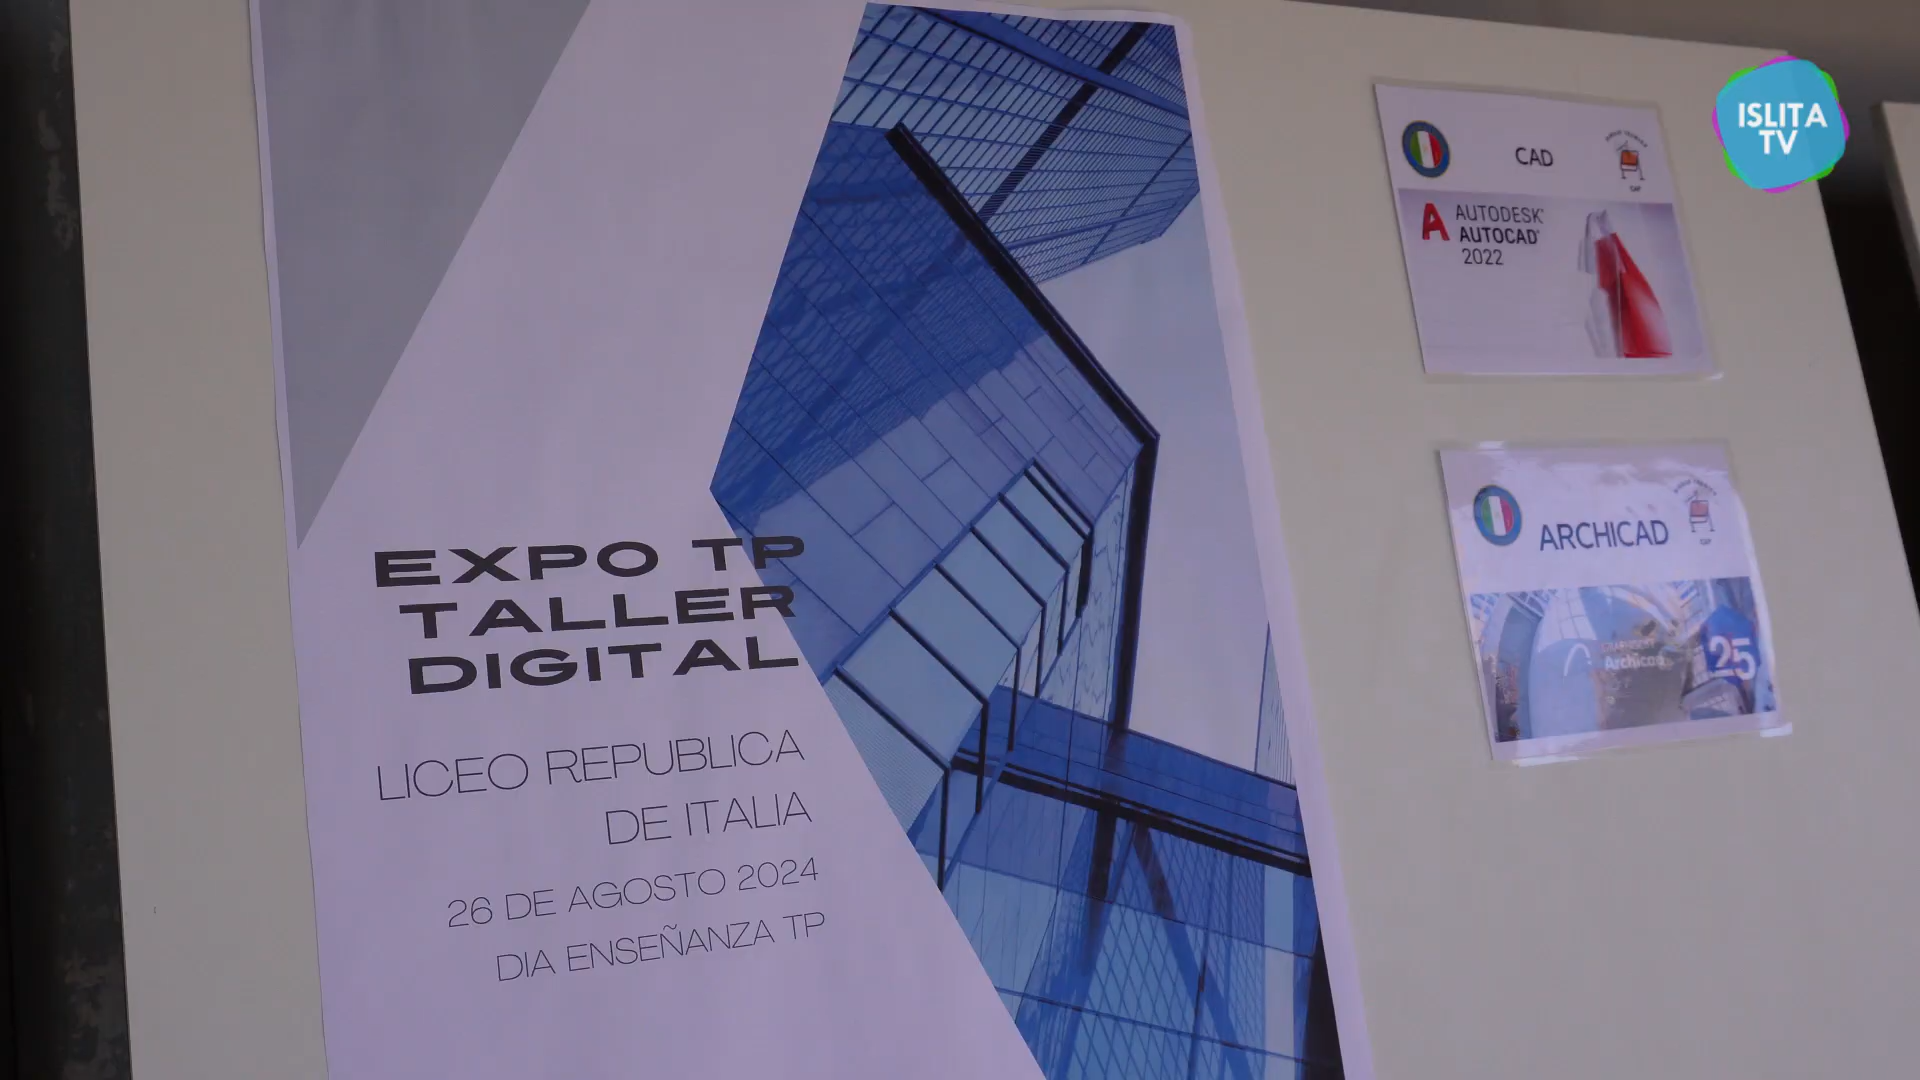 EXPO TP
TALLER
DIGITAL
LICEO REPUBLICA
DE ITALIA
26 DE AGOSTO 2024
DIA ENSEÑANZA TP
CAD
A AUTODESK
AUTOCAD
2022
ARCHICAD
GRAPHISOFT
Archicad
25
ISLITA
TV